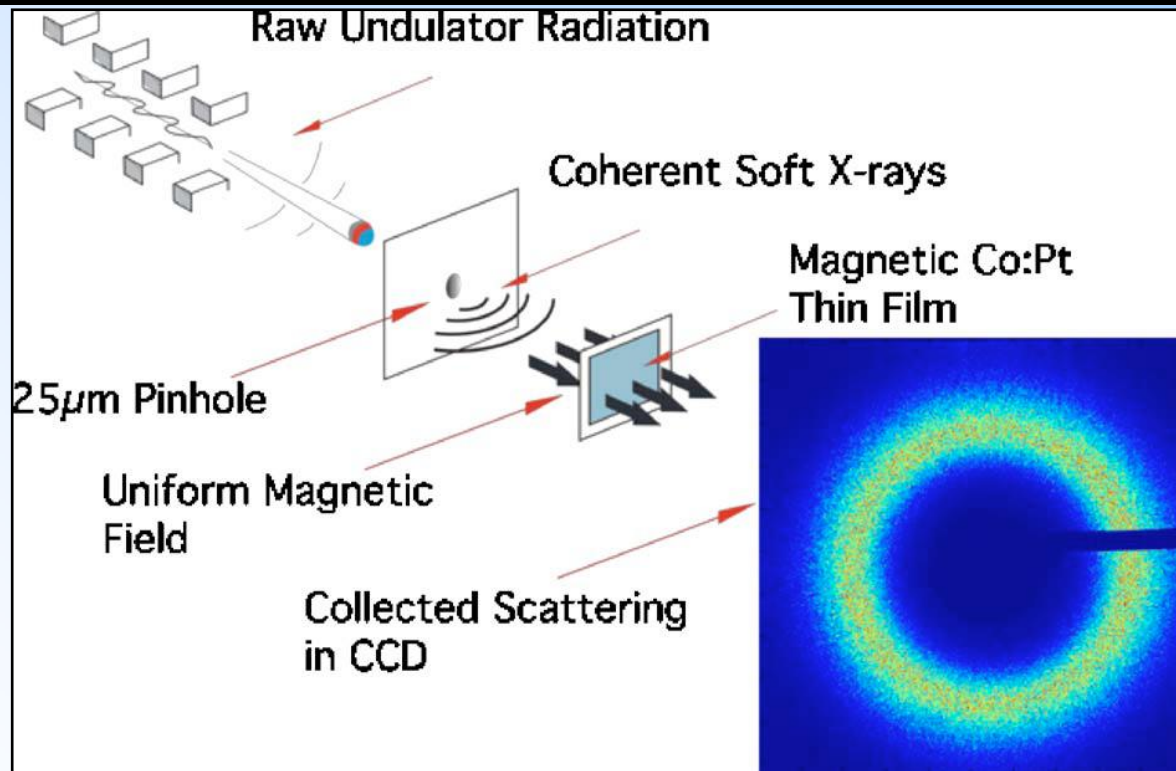 Raw Undulator Radiation
Coherent Soft X-rays
Magnetic Co:Pt
Thin Film
25μm Pinhole
Uniform Magnetic
Field
Collected Scattering
in CCD